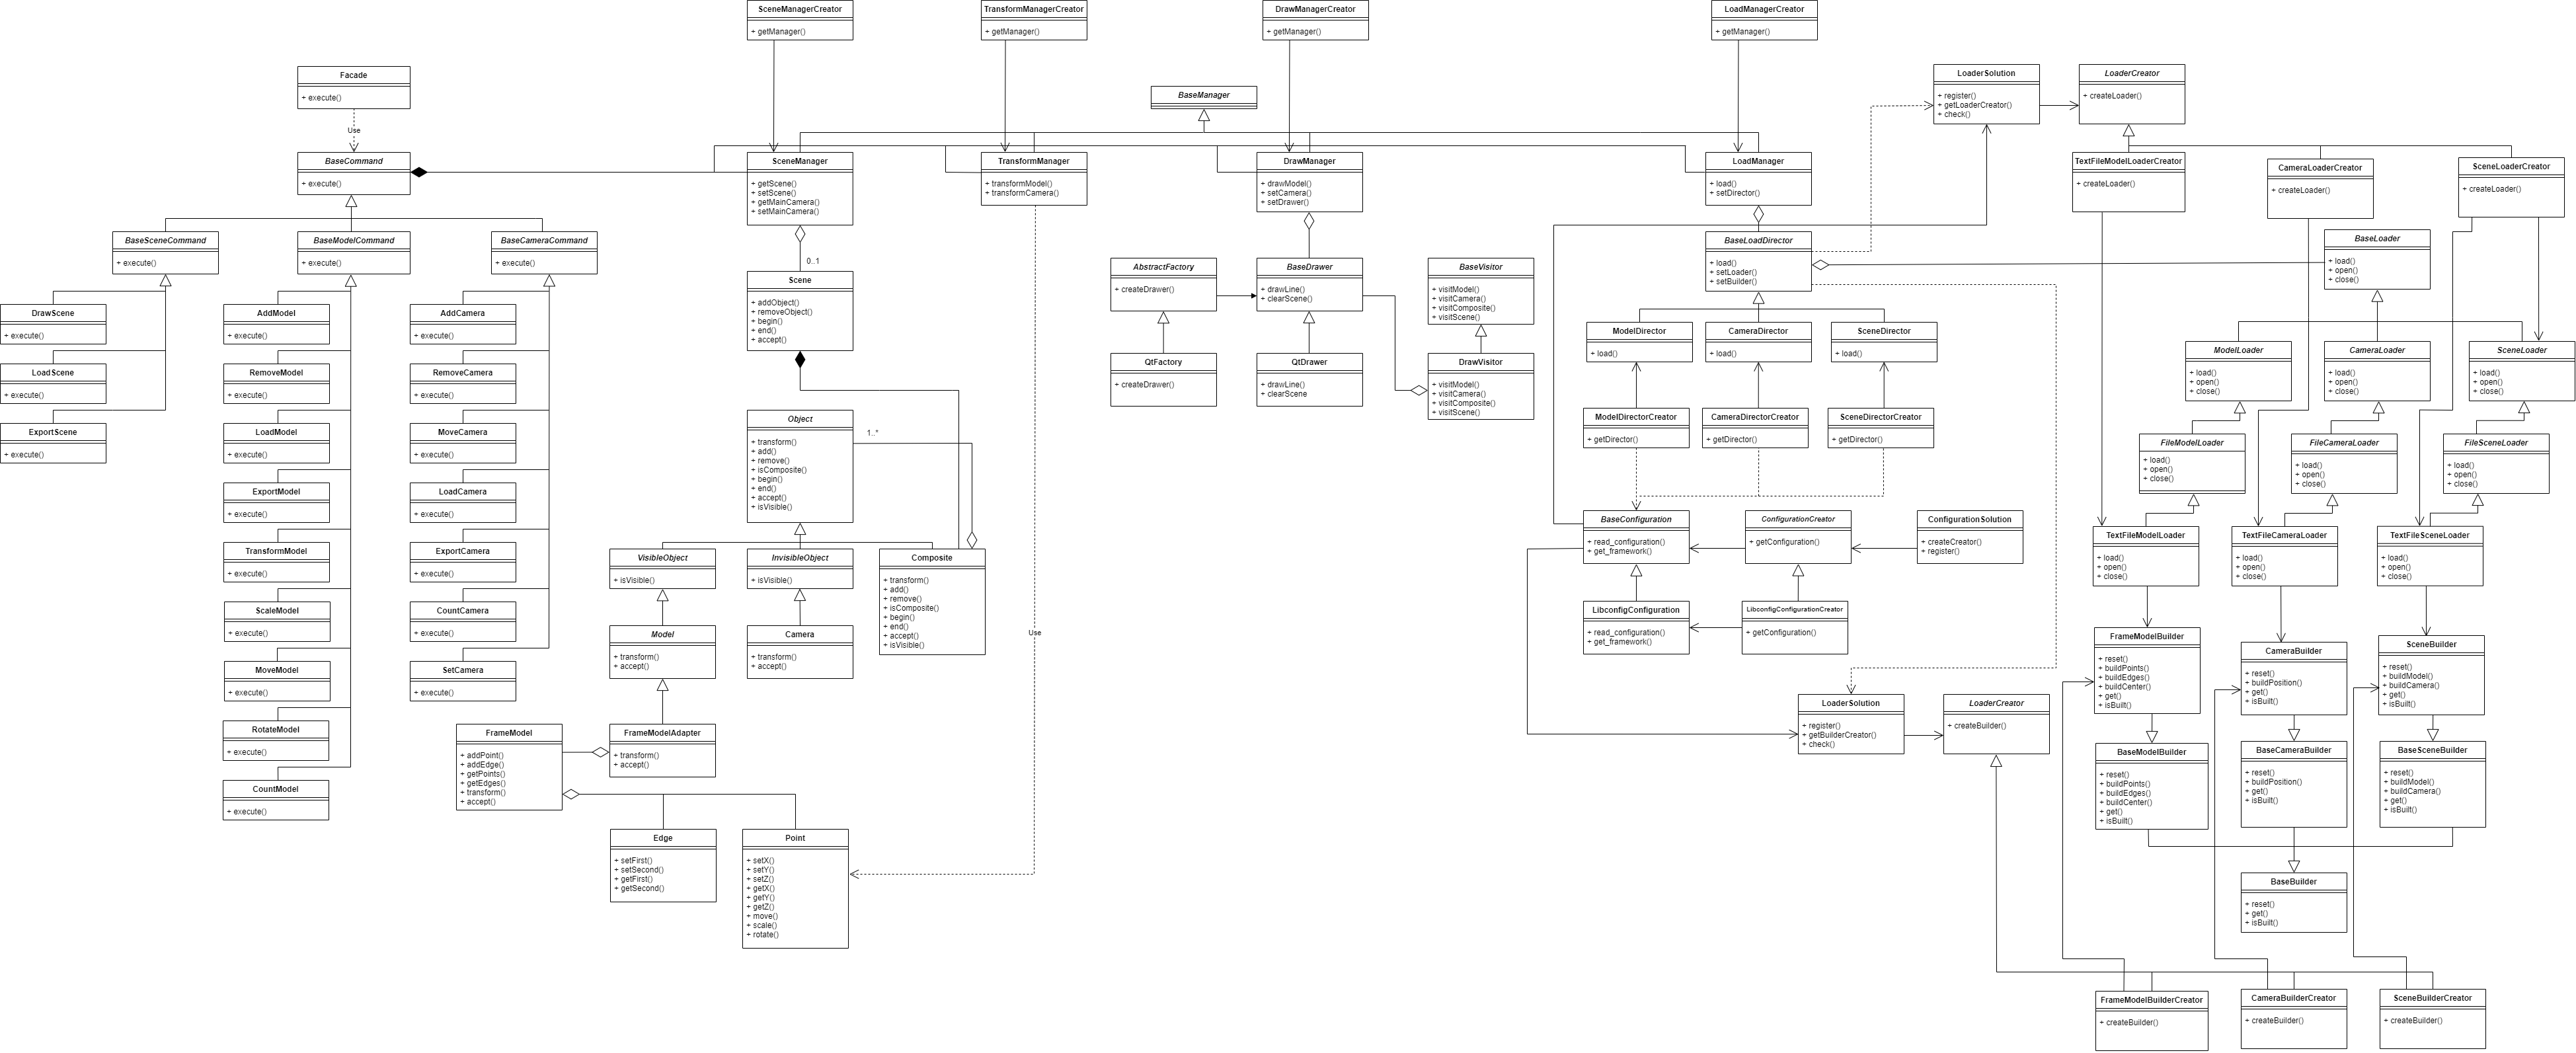 SceneManagerCreator
+ getManager()
TransformManagerCreator
+ getManager()
DrawManagerCreator
+ getManager()
LoadManagerCreator
+ getManager()
Facade
+ execute()
Use
BaseManager
LoaderSolution
+ register()
+ getLoaderCreator()
+ check()
LoaderCreator
+ createLoader()
BaseCommand
+ execute()
SceneManager
+ getScene()
+ setScene()
+ getMainCamera()
+ setMainCamera()
TransformManager
+ transformModel()
+ transformCamera()
DrawManager
+ drawModel()
+ setCamera()
+ setDrawer()
LoadManager
+ load()
+ setDirector()
TextFileModelLoaderCreator
+ createLoader()
CameraLoaderCreator
+ createLoader()
SceneLoaderCreator
+ createLoader()
BaseSceneCommand
+ execute()
BaseModelCommand
+ execute()
BaseCameraCommand
+ execute()
0..1
Scene
+ addObject()
+ removeObject()
+ begin()
+ end()
+ accept()
AbstractFactory
+ createDrawer()
BaseDrawer
+ drawLine()
+ clearScene()
BaseVisitor
+ visitModel()
+ visitCamera()
+ visitComposite()
+ visitScene()
BaseLoadDirector
+ load()
+ setLoader()
+ setBuilder()
BaseLoader
+ load()
+ open()
+ close()
DrawScene
+ execute()
LoadScene
+ execute()
ExportScene
+ execute()
AddModel
+ execute()
RemoveModel
+ execute()
LoadModel
+ execute()
ExportModel
+ execute()
TransformModel
+ execute()
ScaleModel
+ execute()
MoveModel
+ execute()
RotateModel
+ execute()
CountModel
+ execute()
AddCamera
+ execute()
RemoveCamera
+ execute()
MoveCamera
+ execute()
LoadCamera
+ execute()
ExportCamera
+ execute()
CountCamera
+ execute()
SetCamera
+ execute()
QtFactory
+ createDrawer()
QtDrawer
+ drawLine()
+ clearScene
DrawVisitor
+ visitModel()
+ visitCamera()
+ visitComposite()
+ visitScene()
ModelDirector
+ load()
CameraDirector
+ load()
SceneDirector
+ load()
ModelLoader
+ load()
+ open()
+ close()
CameraLoader
+ load()
+ open()
+ close()
SceneLoader
+ load()
+ open()
+ close()
Object
+ transform()
+ add()
+ remove()
+ isComposite()
+ begin()
+ end()
+ accept()
+ isVisible()
1..*
ModelDirectorCreator
+ getDirector()
CameraDirectorCreator
+ getDirector()
SceneDirectorCreator
+ getDirector()
FileModelLoader
+ load()
+ open()
+ close()
FileCameraLoader
+ load()
+ open()
+ close()
FileSceneLoader
+ load()
+ open()
+ close()
BaseConfiguration
+ read_configuration()
+ get_framework()
ConfigurationCreator
+ getConfiguration()
ConfigurationSolution
+ createCreator()
+ register()
TextFileModelLoader
+ load()
+ open()
+ close()
TextFileCameraLoader
+ load()
+ open()
+ close()
TextFileSceneLoader
+ load()
+ open()
+ close()
VisibleObject
+ isVisible()
InvisibleObject
+ isVisible()
Composite
+ transform()
+ add()
+ remove()
+ isComposite()
+ begin()
+ end()
+ accept()
+ isVisible()
LibconfigConfiguration
+ read_configuration()
+ get_framework()
LibconfigConfigurationCreator
+ getConfiguration()
Model
+ transform()
+ accept()
Camera
+ transform()
+ accept()
Use
FrameModelBuilder
+ reset()
+ buildPoints()
+ buildEdges()
+ buildCenter()
+ get()
+ isBuilt()
CameraBuilder
+ reset()
+ buildPosition()
+ get()
+ isBuilt()
SceneBuilder
+ reset()
+ buildModel()
+ buildCamera()
+ get()
+ isBuilt()
LoaderSolution
+ register()
+ getBuilderCreator()
+ check()
LoaderCreator
+ createBuilder()
FrameModel
+ addPoint()
+ addEdge()
+ getPoints()
+ getEdges()
+ transform()
+ accept()
FrameModelAdapter
+ transform()
+ accept()
BaseModelBuilder
+ reset()
+ buildPoints()
+ buildEdges()
+ buildCenter()
+ get()
+ isBuilt()
BaseCameraBuilder
+ reset()
+ buildPosition()
+ get()
+ isBuilt()
BaseSceneBuilder
+ reset()
+ buildModel()
+ buildCamera()
+ get()
+ isBuilt()
Edge
+ setFirst()
+ setSecond()
+ getFirst()
+ getSecond()
Point
+ setX()
+ setY()
+ setZ()
+ getX()
+ getY()
+ getZ()
+ move()
+ scale()
+ rotate()
BaseBuilder
+ reset()
+ get()
+ isBuilt()
FrameModelBuilderCreator
+ createBuilder()
CameraBuilderCreator
+ createBuilder()
SceneBuilderCreator
+ createBuilder()